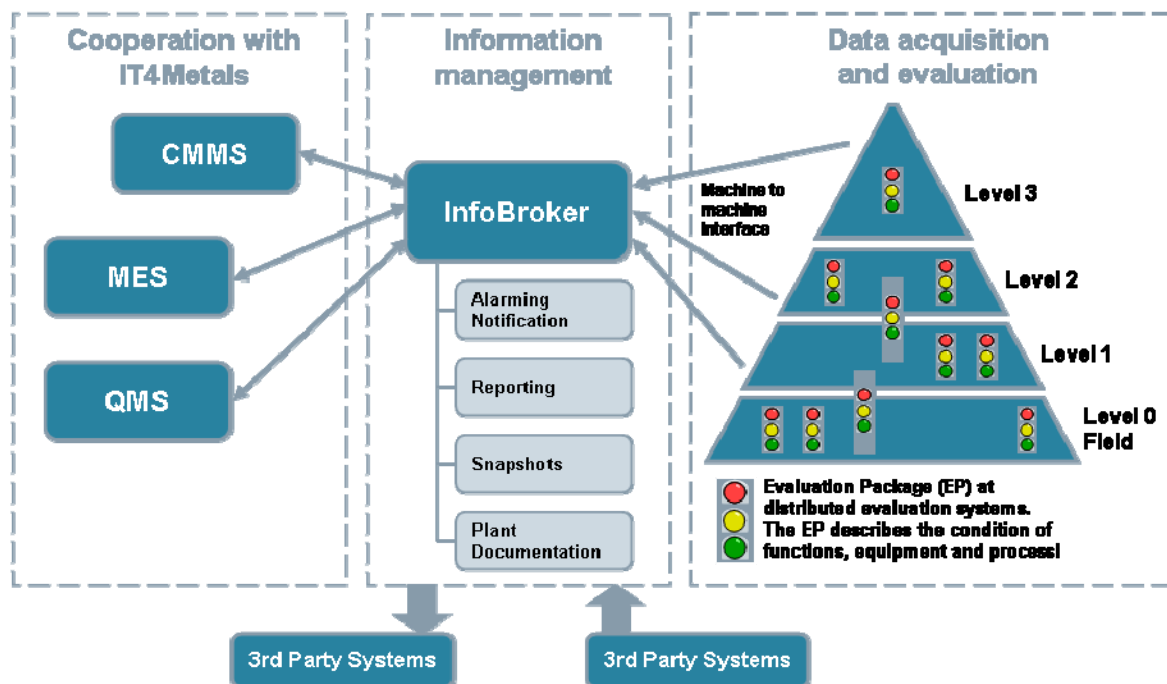 Cooperation with
IT4Metals
CMMS
MES
QMS
Information
management
InfoBroker
Alarming
Notification
Reporting
Snapshots
Plant
Documentation
Data acquisition
and evaluation
Machine to
machine
interface
Level 3
Level 2
Level 1
Level 0
Field
Evaluation Package (EP) at
distributed evaluation systems.
The EP describes the condition of
functions, equipment and process!
3rd Party Systems
3rd Party Systems